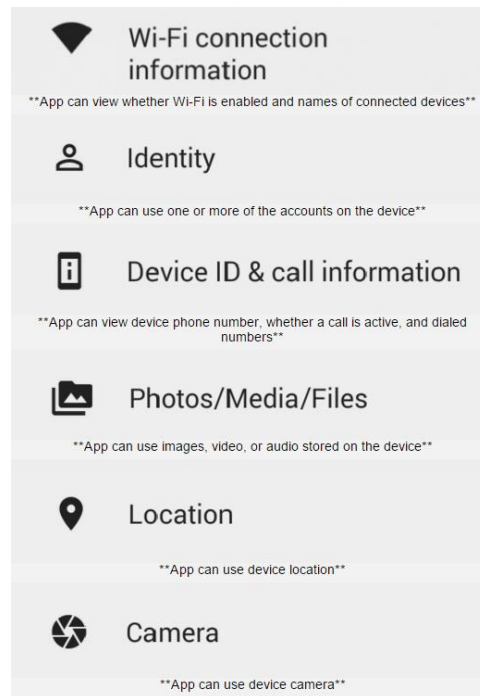 Wi-Fi connection
information
**App can view whether Wi-Fi is enabled and names of connected devices**
Identity
**App can use one or more of the accounts on the device**
Device ID & call information
**App can view device phone number, whether a call is active, and dialed
numbers**
Photos/Media/Files
**App can use images, video, or audio stored on the device**
Location
**App can use device location**
Camera
**App can use device camera**